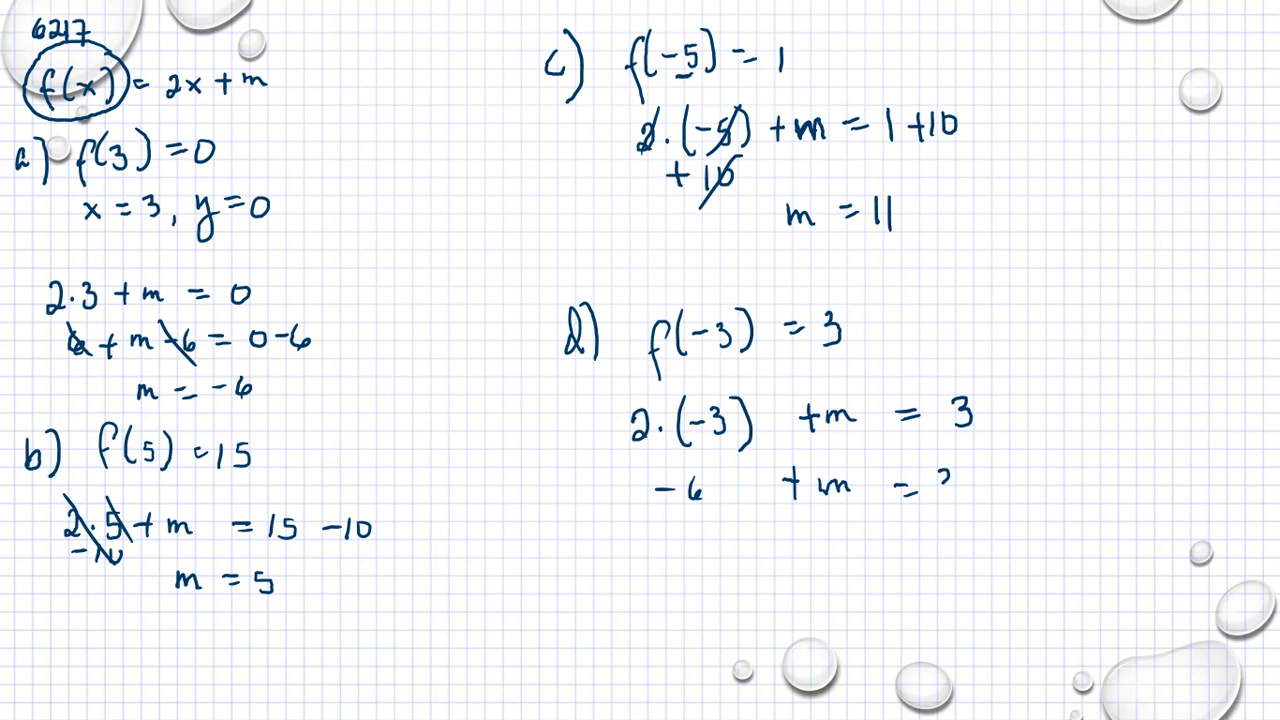 6217
f(x) = 2x + m
a) f(3) = 0
x = 3, y = 0
2·3 + m = 0
6 + m - 6 = 0 - 6
m = -6
b) f(5) = 15
2·5 + m = 15 - 10
-10
m = 5
c) f(-5) = 1
2·(-5) + m = 1 + 10
+ 10
m = 11
d) f(-3) = 3
2·(-3) + m = 3
-6 + m =